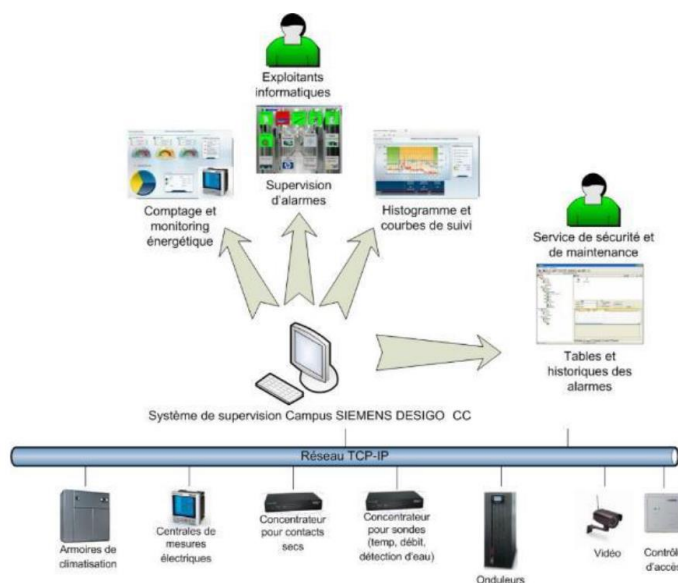 Exploitants
informatiques
Supervision
d'alarmes
Comptage et
monitoring
énergétique
Histogramme et
courbes de suivi
Service de sécurité et
de maintenance
Tables et
historiques des
alarmes
Système de supervision Campus SIEMENS DESIGO CC
Réseau TCP-IP
Armoires de
climatisation
Centrales de
mesures
électriques
Concentrateur
pour contacts
secs
Concentrateur
pour sondes
(temp, débit,
détection d'eau)
Onduleurs
Vidéo
Contrôl
d'accès